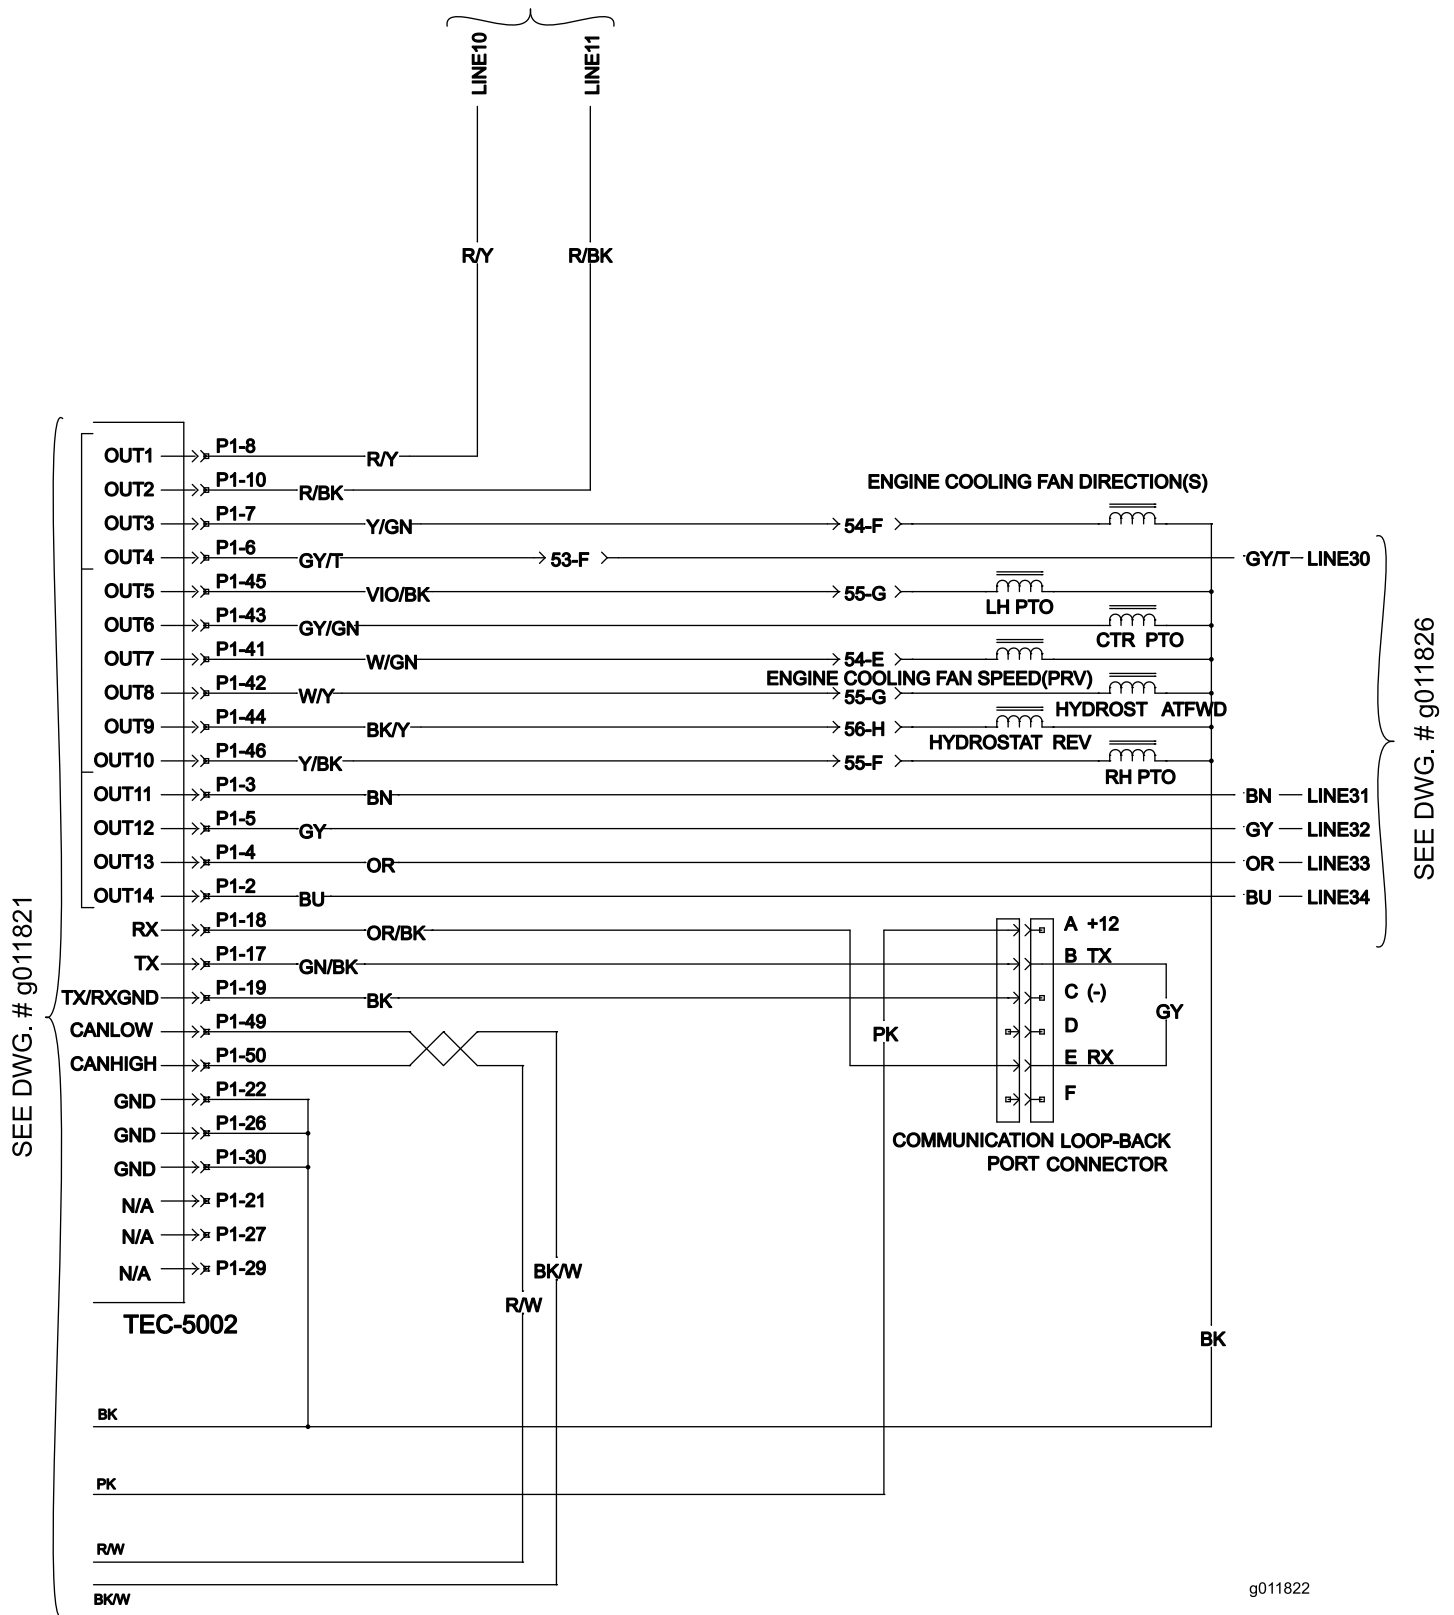 LINE10
LINE11
R/Y
R/BK
OUT1 P1-8 R/Y
OUT2 P1-10 R/BK
ENGINE COOLING FAN DIRECTION(S)
OUT3 P1-7 Y/GN 54-F
OUT4 P1-6 GY/T 53-F GY/T LINE30
OUT5 P1-45 VIO/BK 55-G
LH PTO
OUT6 P1-43 GY/GN
CTR PTO
OUT7 P1-41 W/GN 54-E
ENGINE COOLING FAN SPEED(PRV)
OUT8 P1-42 W/Y 55-G
HYDROST ATFWD
OUT9 P1-44 BK/Y 56-H
HYDROSTAT REV
OUT10 P1-46 Y/BK 55-F
RH PTO
OUT11 P1-3 BN BN LINE31
OUT12 P1-5 GY GY LINE32
OUT13 P1-4 OR OR LINE33
OUT14 P1-2 BU BU LINE34
RX P1-18 OR/BK A +12
TX P1-17 GN/BK B TX
TX/RXGND P1-19 BK C (-)
GY
CANLOW P1-49 PK D
CANHIGH P1-50 E RX
GND P1-22 F
GND P1-26
COMMUNICATION LOOP-BACK
PORT CONNECTOR
GND P1-30
N/A P1-21
N/A P1-27
N/A P1-29
BK/W
R/W
TEC-5002
BK
BK
PK
R/W
BK/W
SEE DWG. # g011821
SEE DWG. # g011826
g011822